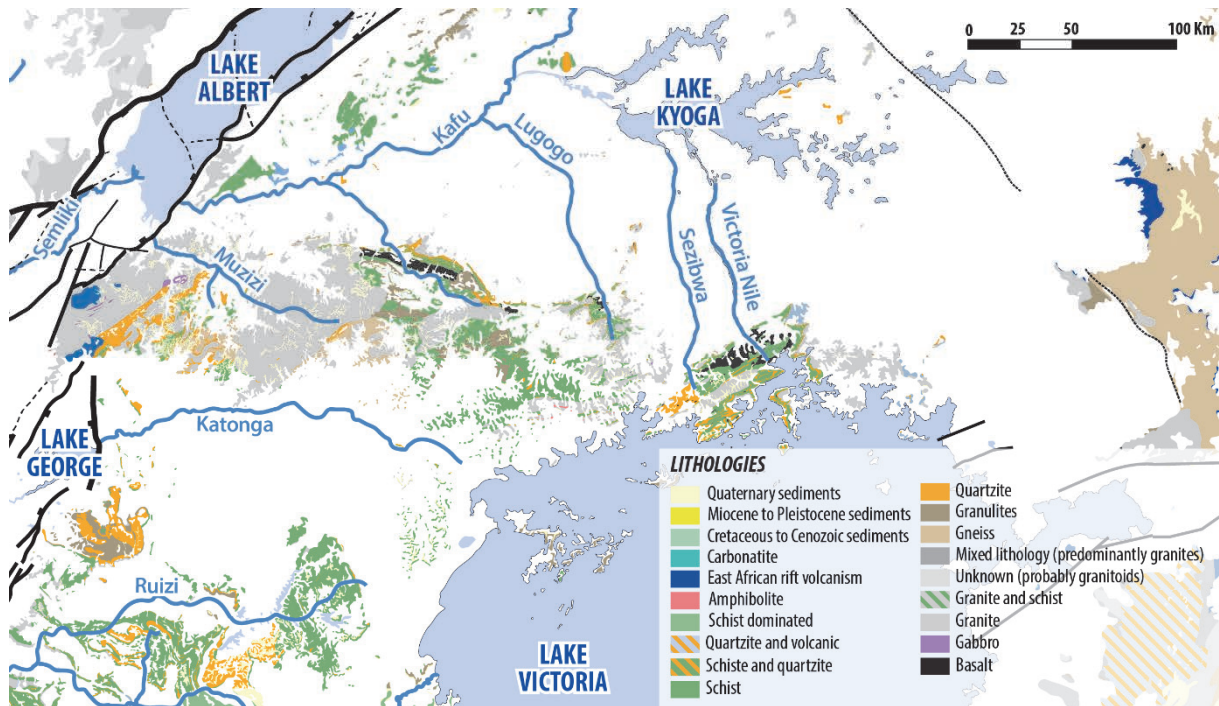 0 25 50 100 Km
LAKE
ALBERT
LAKE
KYOGA
Kafu
Lugogo
Semliki
Muzizi
Sezibwa
Victoria Nile
Katonga
LAKE
GEORGE
Ruizi
LAKE
VICTORIA
LITHOLOGIES
Quaternary sediments
Miocene to Pleistocene sediments
Cretaceous to Cenozoic sediments
Carbonatite
East African rift volcanism
Amphibolite
Schist dominated
Quartzite and volcanic
Schiste and quartzite
Schist
Quartzite
Granulites
Gneiss
Mixed lithology (predominantly granites)
Unknown (probably granitoids)
Granite and schist
Granite
Gabbro
Basalt